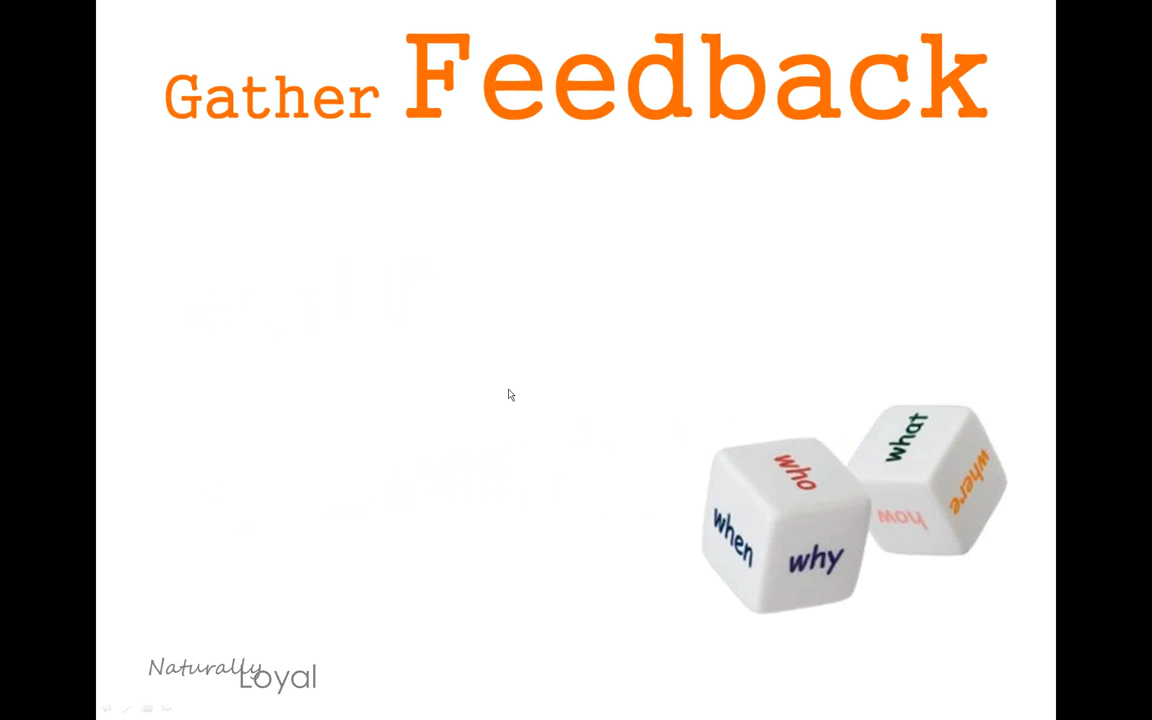 Gather Feedback
what
who
where
how
when
why
Naturally
Loyal